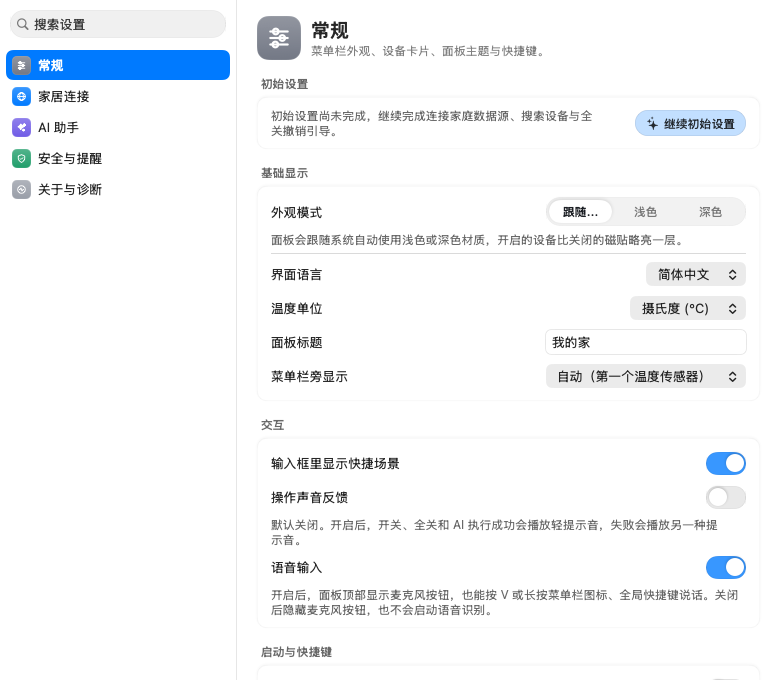 搜索设置
常规
家居连接
AI 助手
安全与提醒
关于与诊断
常规
菜单栏外观、设备卡片、面板主题与快捷键。
初始设置
初始设置尚未完成，继续完成连接家庭数据源、搜索设备与全
关撤销引导。
继续初始设置
基础显示
外观模式
跟随...
浅色
深色
面板会跟随系统自动使用浅色或深色材质，开启的设备比关闭的磁贴略亮一层。
界面语言
简体中文
温度单位
摄氏度 (°C)
面板标题
我的家
菜单栏旁显示
自动（第一个温度传感器）
交互
输入框里显示快捷场景
操作声音反馈
默认关闭。开启后，开关、全关和 AI 执行成功会播放轻提示音，失败会播放另一种提
示音。
语音输入
开启后，面板顶部显示麦克风按钮，也能按 V 或长按菜单栏图标、全局快捷键说话。关闭
后隐藏麦克风按钮，也不会启动语音识别。
启动与快捷键